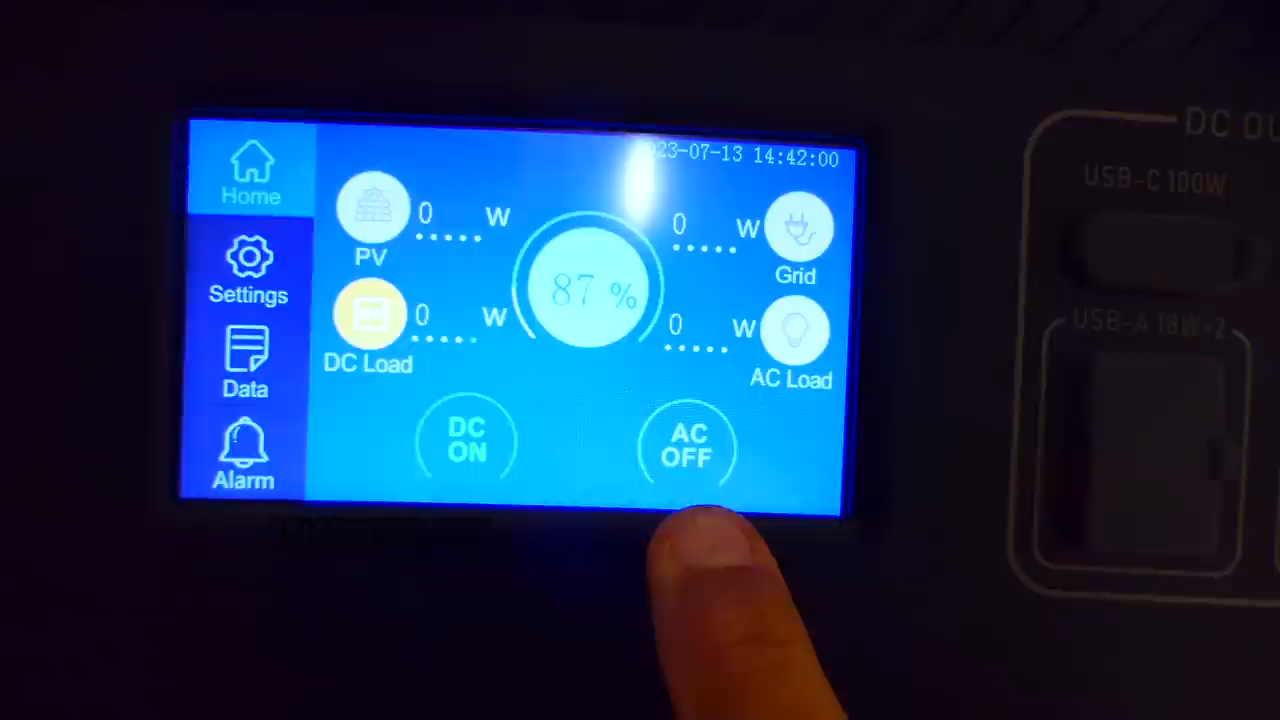 23-07-13 14:42:00
Home
Settings
Data
Alarm
0 W
PV
0 W
DC Load
87 %
0 W
Grid
0 W
AC Load
DC
ON
AC
OFF
DC OU
USB-C 100W
USB-A 18W×2